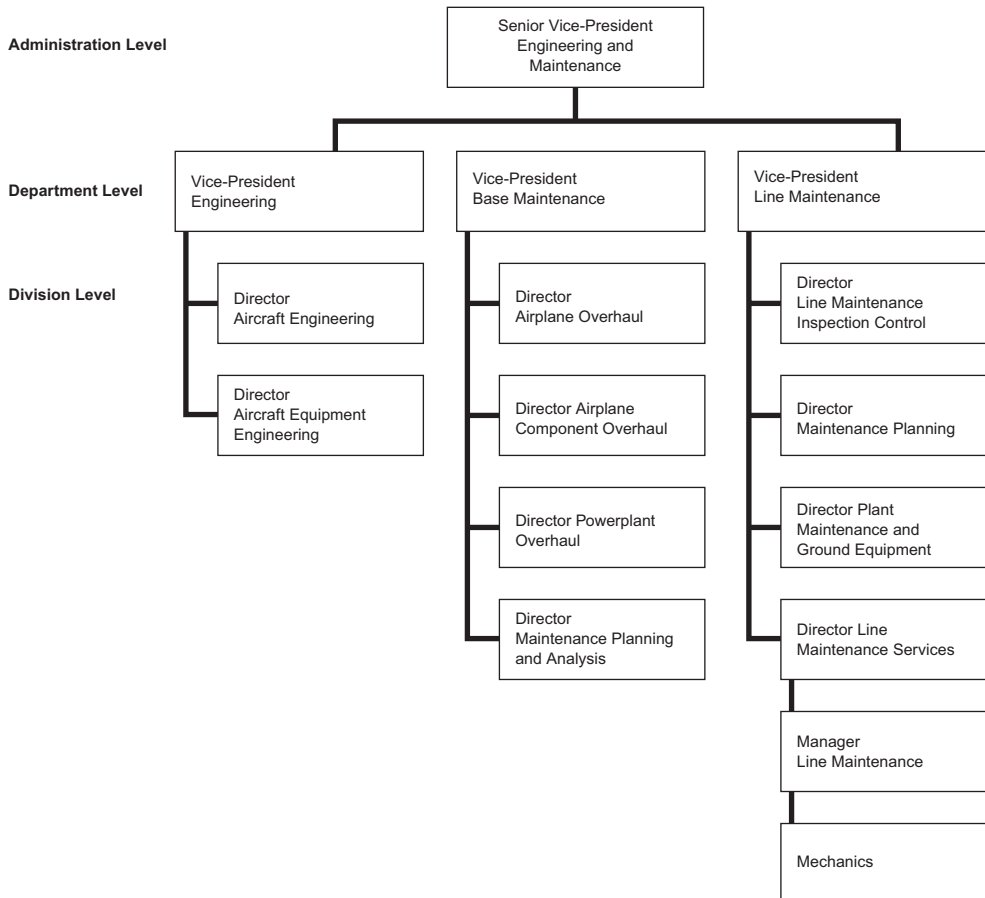 Administration Level
Senior Vice-President
Engineering and
Maintenance
Department Level
Vice-President
Engineering
Vice-President
Base Maintenance
Vice-President
Line Maintenance
Division Level
Director
Aircraft Engineering
Director
Airplane Overhaul
Director
Line Maintenance
Inspection Control
Director
Aircraft Equipment
Engineering
Director Airplane
Component Overhaul
Director
Maintenance Planning
Director Powerplant
Overhaul
Director Plant
Maintenance and
Ground Equipment
Director
Maintenance Planning
and Analysis
Director Line
Maintenance Services
Manager
Line Maintenance
Mechanics